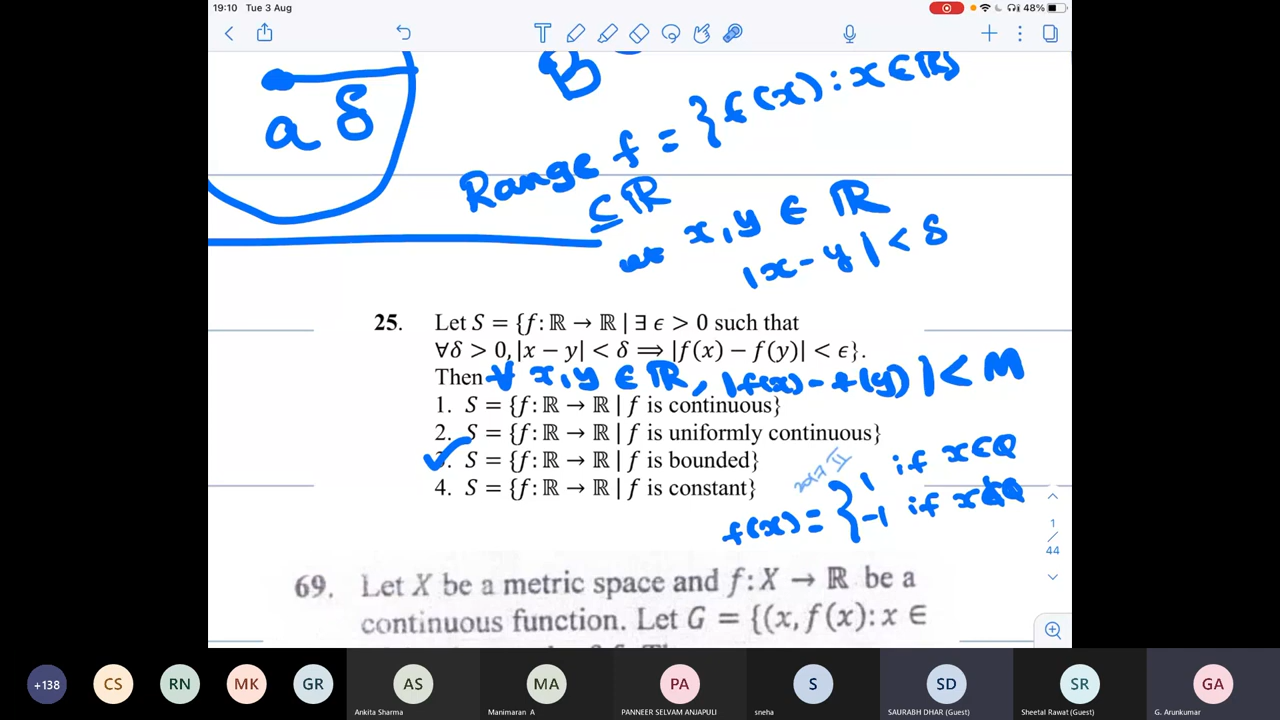 19:10 Tue 3 Aug
48%
a δ
B
Range f = {f(x) : x ∈ ℝ}
⊆ ℝ
x, y ∈ ℝ
|x - y| < δ
25. Let S = {f: ℝ → ℝ | ∃ ϵ > 0 such that
∀δ > 0, |x − y| < δ ⟹ |f(x) − f(y)| < ϵ}.
Then ∀ x, y ∈ ℝ, |f(x) - f(y)| < M
1. S = {f: ℝ → ℝ | f is continuous}
2. S = {f: ℝ → ℝ | f is uniformly continuous}
3. S = {f: ℝ → ℝ | f is bounded}
4. S = {f: ℝ → ℝ | f is constant}
f(x) = { 1 if x ∈ Q
-1 if x ∉ Q
1
/
44
69. Let X be a metric space and f: X → ℝ be a
continuous function. Let G = {(x, f(x): x ∈
+138 CS RN MK GR AS MA PA S SD SR GA
Ankita Sharma Manimaran A PANNEER SELVAM ANJAPULI sneha SAURABH DHAR (Guest) Sheetal Rawat (Guest) G. Arunkumar